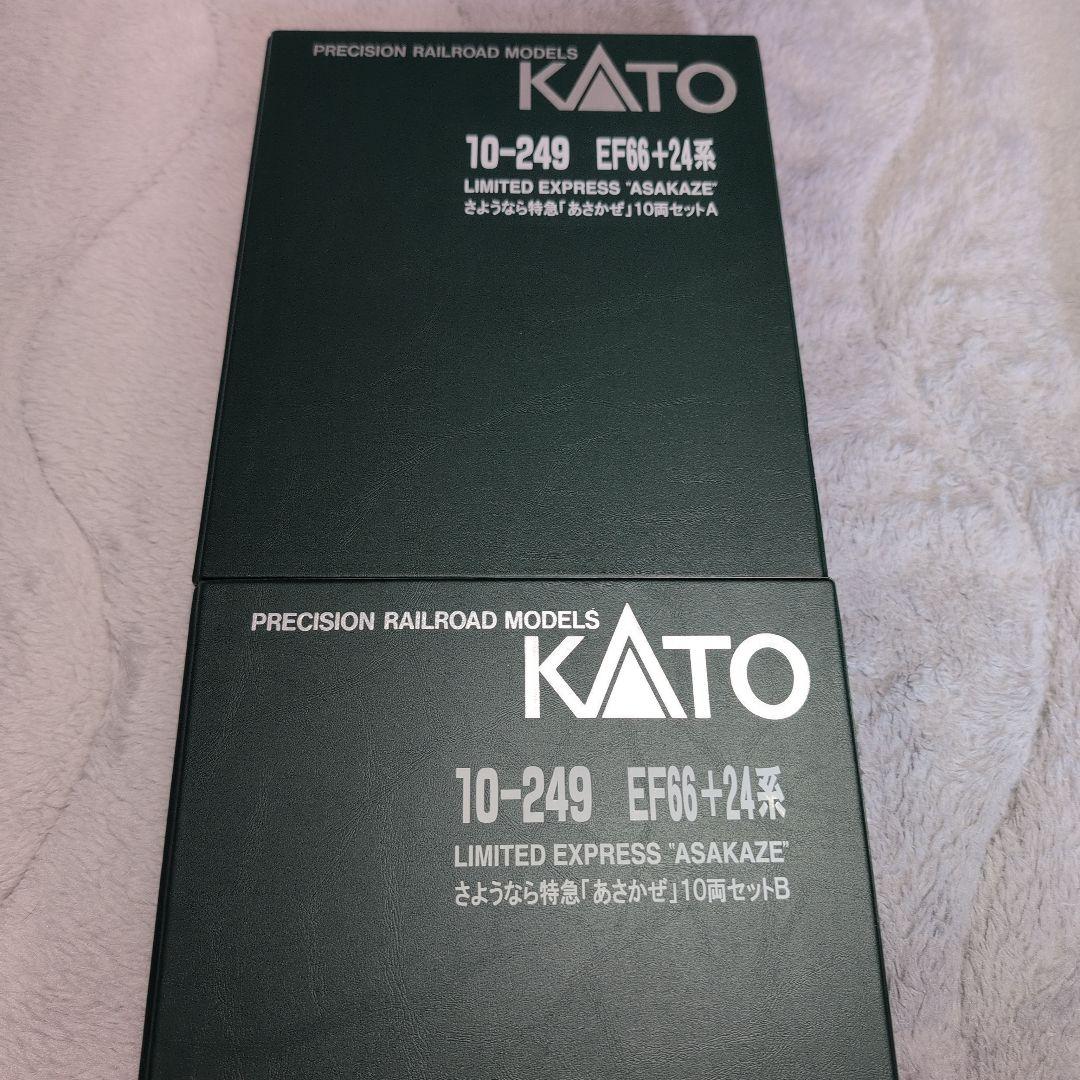 PRECISION RAILROAD MODELS
KATO
10-249 EF66+24系
LIMITED EXPRESS "ASAKAZE"
さようなら特急「あさかぜ」10両セットA
PRECISION RAILROAD MODELS
KATO
10-249 EF66+24系
LIMITED EXPRESS "ASAKAZE"
さようなら特急「あさかぜ」10両セットB